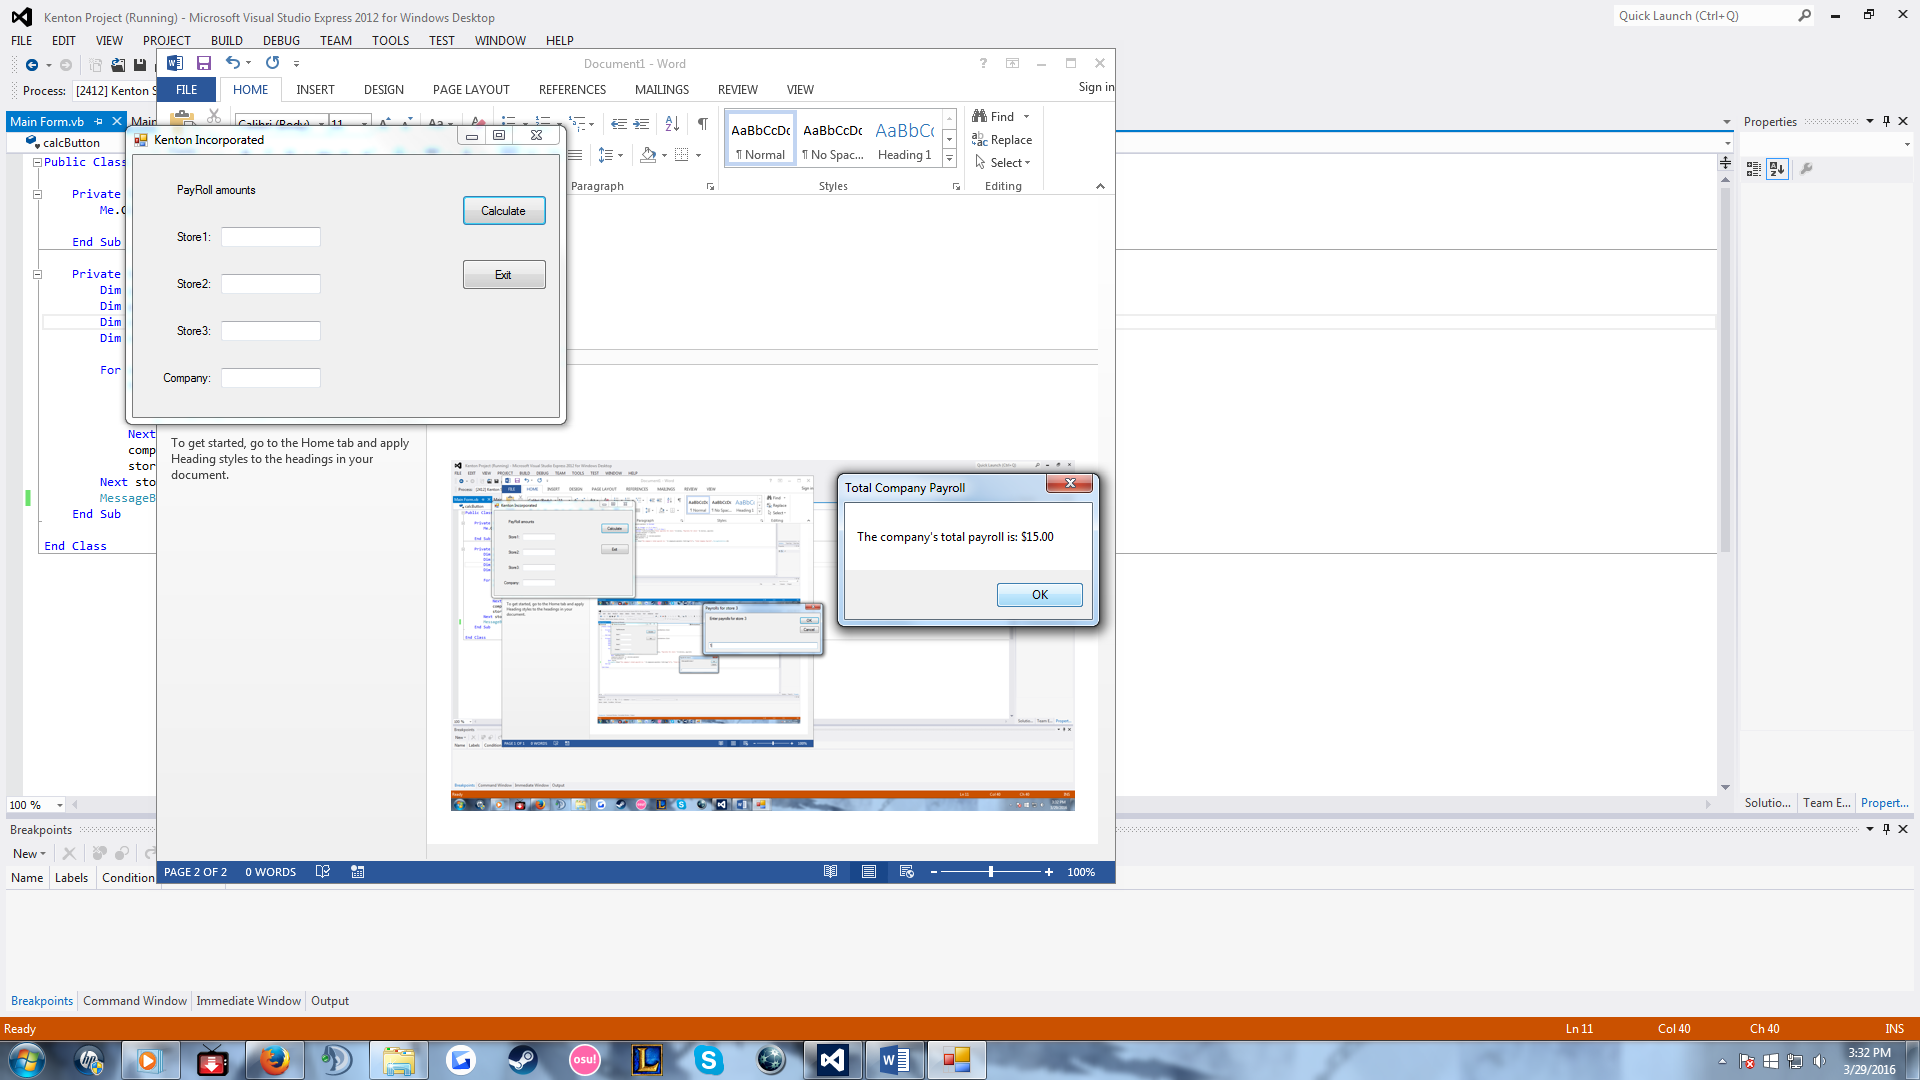 Kenton Project (Running) - Microsoft Visual Studio Express 2012 for Windows Desktop
Quick Launch (Ctrl+Q)
FILE EDIT VIEW PROJECT BUILD DEBUG TEAM TOOLS TEST WINDOW HELP
Document1 - Word
Process: [2412] Kenton
FILE HOME INSERT DESIGN PAGE LAYOUT REFERENCES MAILINGS REVIEW VIEW
Sign in
Main Form.vb
Calibri (Body) 11
AaBbCcDc AaBbCcDc AaBbCc
¶ Normal ¶ No Spac... Heading 1
Find
Replace
Select
Paragraph Styles Editing
Properties
calcButton
Kenton Incorporated
PayRoll amounts
Calculate
Store1:
Exit
Store2:
Store3:
Company:
Public Class
Private
End Sub
Private
Dim
Dim
Dim
Dim
For
Next
comp
stor
Next sto
MessageB
End Sub
End Class
To get started, go to the Home tab and apply
Heading styles to the headings in your
document.
Total Company Payroll
The company's total payroll is: $15.00
OK
100 %
Solutio... Team E... Propert...
Breakpoints
New
Name Labels Condition
PAGE 2 OF 2 0 WORDS
100%
Breakpoints Command Window Immediate Window Output
Ready
Ln 11 Col 40 Ch 40 INS
osu!
3:32 PM
3/29/2016